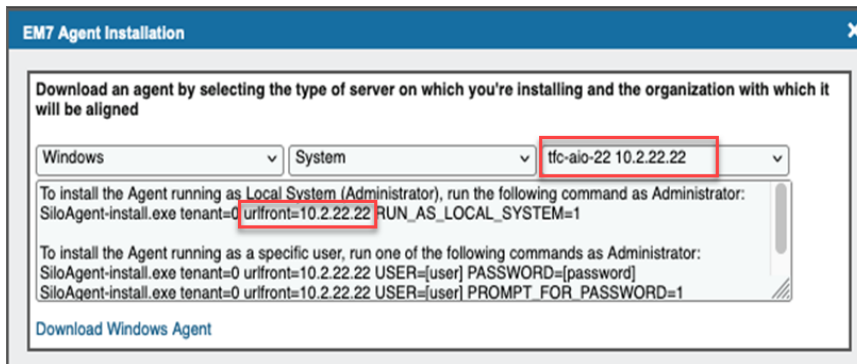 EM7 Agent Installation
Download an agent by selecting the type of server on which you're installing and the organization with which it
will be aligned
Windows System tfc-aio-22 10.2.22.22
To install the Agent running as Local System (Administrator), run the following command as Administrator:
SiloAgent-install.exe tenant=0 urlfront=10.2.22.22 RUN_AS_LOCAL_SYSTEM=1
To install the Agent running as a specific user, run one of the following commands as Administrator:
SiloAgent-install.exe tenant=0 urlfront=10.2.22.22 USER=[user] PASSWORD=[password]
SiloAgent-install.exe tenant=0 urlfront=10.2.22.22 USER=[user] PROMPT_FOR_PASSWORD=1
Download Windows Agent